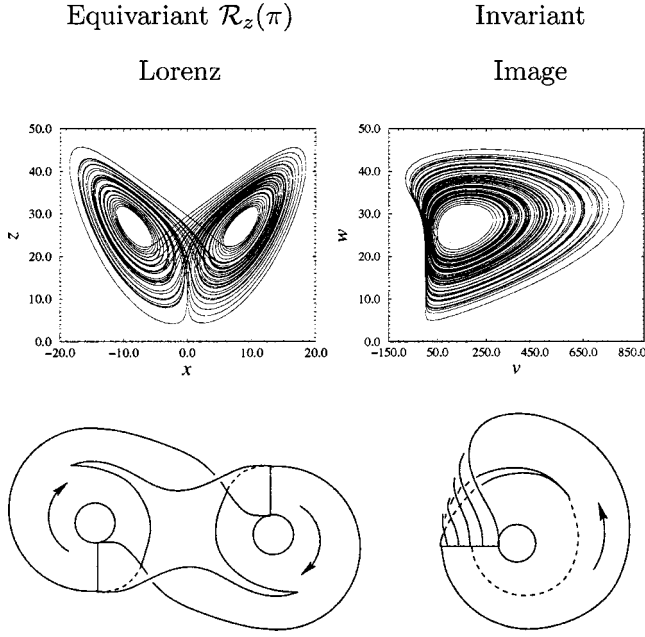 Equivariant $\mathcal{R}_z(\pi)$ Invariant
Lorenz Image
50.0
40.0
30.0
20.0
10.0
0.0
z
-20.0 -10.0 0.0 10.0 20.0
x
50.0
40.0
30.0
20.0
10.0
0.0
w
-150.0 50.0 250.0 450.0 650.0 850.0
v